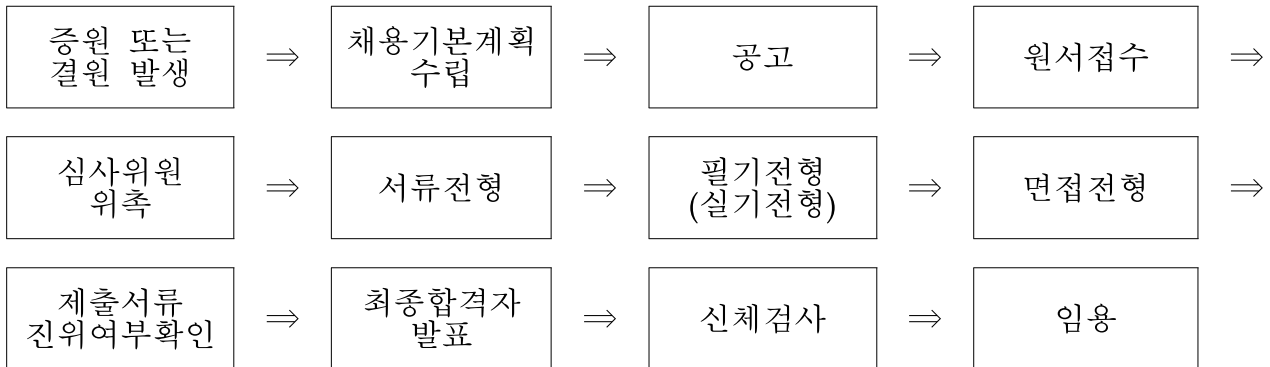 증원 또는
결원 발생
⇒
채용기본계획
수립
⇒
공고
⇒
원서접수
⇒
심사위원
위촉
⇒
서류전형
⇒
필기전형
(실기전형)
⇒
면접전형
⇒
제출서류
진위여부확인
⇒
최종합격자
발표
⇒
신체검사
⇒
임용